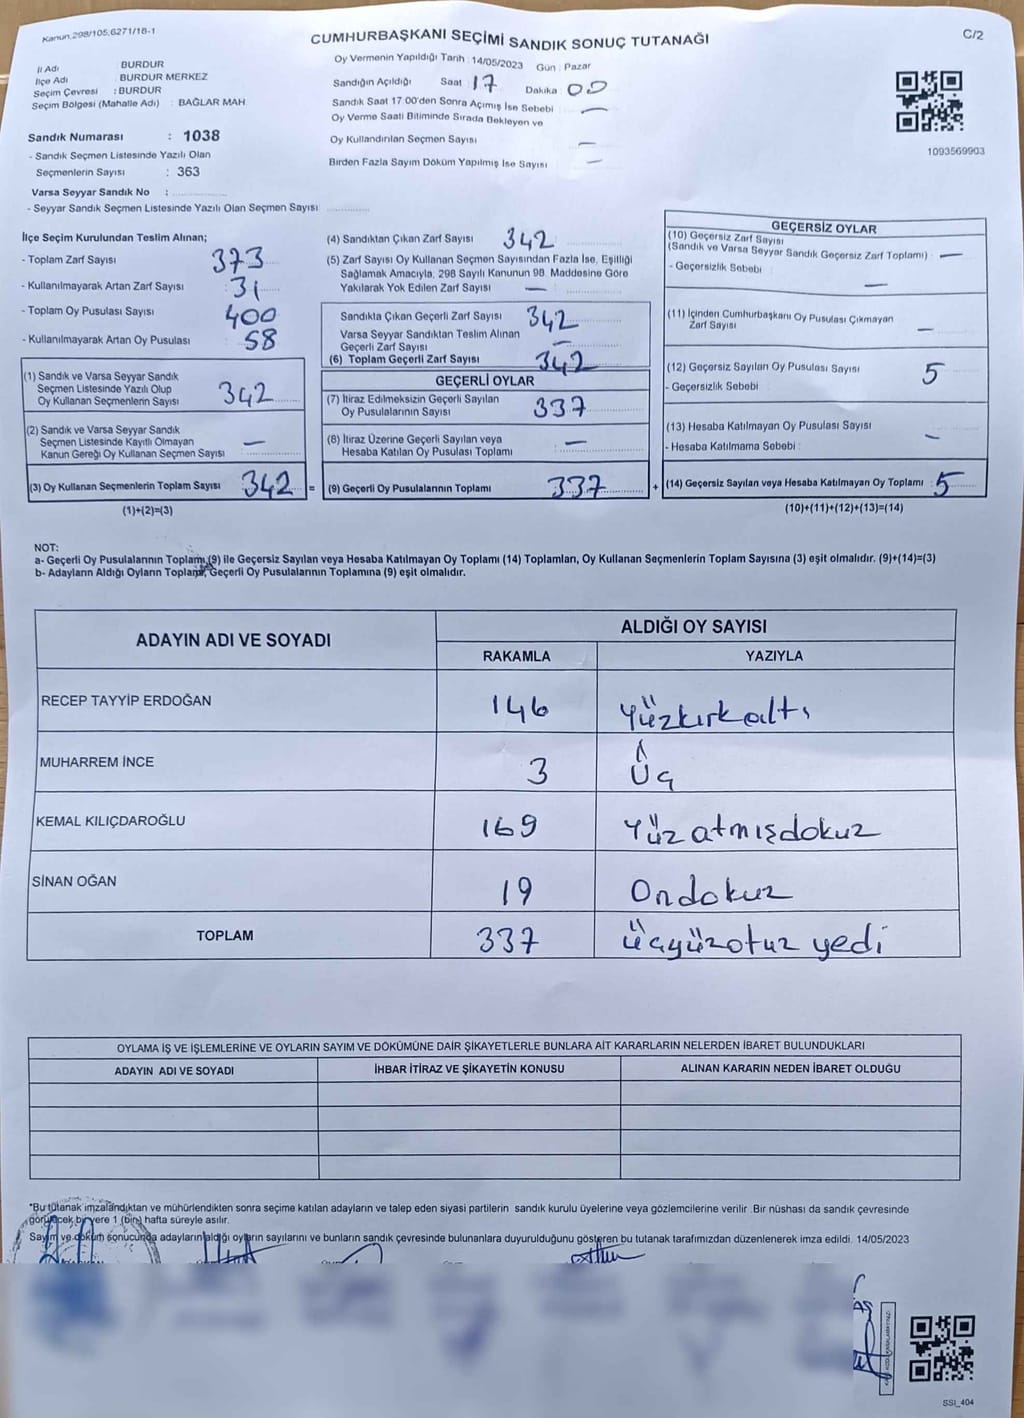 Kanun.298/105,6271/18-1
CUMHURBAŞKANI SEÇİMİ SANDIK SONUÇ TUTANAĞI
C/2
İl Adı : BURDUR
İlçe Adı : BURDUR MERKEZ
Seçim Çevresi : BURDUR
Seçim Bölgesi (Mahalle Adı) : BAĞLAR MAH.
Sandık Numarası : 1038
- Sandık Seçmen Listesinde Yazılı Olan
Seçmenlerin Sayısı : 363
Varsa Seyyar Sandık No :
- Seyyar Sandık Seçmen Listesinde Yazılı Olan Seçmen Sayısı
Oy Vermenin Yapıldığı Tarih : 14/05/2023 Gün : Pazar
Sandığın Açıldığı Saat : 17 Dakika 00
Sandık Saat 17:00'den Sonra Açımış İse Sebebi : —
Oy Verme Saati Bitiminde Sırada Bekleyen ve
Oy Kullandırılan Seçmen Sayısı —
Birden Fazla Sayım Döküm Yapılmış İse Sayısı —
1093569903
İlçe Seçim Kurulundan Teslim Alınan;
- Toplam Zarf Sayısı 373
- Kullanılmayarak Artan Zarf Sayısı : 31
- Toplam Oy Pusulası Sayısı : 400
- Kullanılmayarak Artan Oy Pusulası : 58
(1) Sandık ve Varsa Seyyar Sandık
Seçmen Listesinde Yazılı Olup
Oy Kullanan Seçmenlerin Sayısı 342
(2) Sandık ve Varsa Seyyar Sandık
Seçmen Listesinde Kayıtlı Olmayan
Kanun Gereği Oy Kullanan Seçmen Sayısı —
(3) Oy Kullanan Seçmenlerin Toplam Sayısı 342 =
(1)+(2)=(3)
(4) Sandıktan Çıkan Zarf Sayısı 342
(5) Zarf Sayısı Oy Kullanan Seçmen Sayısından Fazla İse, Eşitliği
Sağlamak Amacıyla, 298 Sayılı Kanunun 98. Maddesine Göre
Yakılarak Yok Edilen Zarf Sayısı —
Sandıkla Çıkan Geçerli Zarf Sayısı 342
Varsa Seyyar Sandıktan Teslim Alınan
Geçerli Zarf Sayısı —
(6) Toplam Geçerli Zarf Sayısı 342
GEÇERLİ OYLAR
(7) İtiraz Edilmeksizin Geçerli Sayılan
Oy Pusulalarının Sayısı 337
(8) İtiraz Üzerine Geçerli Sayılan veya
Hesaba Katılan Oy Pusulası Toplamı : —
(9) Geçerli Oy Pusulalarının Toplamı 337 +
GEÇERSİZ OYLAR
(10) Geçersiz Zarf Sayısı
(Sandık ve Varsa Seyyar Sandık Geçersiz Zarf Toplamı) : —
- Geçersizlik Sebebi : —
(11) İçinden Cumhurbaşkanı Oy Pusulası Çıkmayan
Zarf Sayısı —
(12) Geçersiz Sayılan Oy Pusulası Sayısı 5
- Geçersizlik Sebebi
(13) Hesaba Katılmayan Oy Pusulası Sayısı —
- Hesaba Katılmama Sebebi :
(14) Geçersiz Sayılan veya Hesaba Katılmayan Oy Toplamı : 5
(10)+(11)+(12)+(13)=(14)
NOT:
a- Geçerli Oy Pusulalarının Toplamı (9) ile Geçersiz Sayılan veya Hesaba Katılmayan Oy Toplamı (14) Toplamları, Oy Kullanan Seçmenlerin Toplam Sayısına (3) eşit olmalıdır. (9)+(14)=(3)
b- Adayların Aldığı Oyların Toplamı, Geçerli Oy Pusulalarının Toplamına (9) eşit olmalıdır.
ADAYIN ADI VE SOYADI
ALDIĞI OY SAYISI
RAKAMLA YAZIYLA
RECEP TAYYİP ERDOĞAN 146 yüzkırkaltı
MUHARREM İNCE 3 Üç
KEMAL KILIÇDAROĞLU 169 yüzatmışdokuz
SİNAN OĞAN 19 Ondokuz
TOPLAM 337 üçyüzotuz yedi
OYLAMA İŞ VE İŞLEMLERİNE VE OYLARIN SAYIM VE DÖKÜMÜNE DAİR ŞİKAYETLERLE BUNLARA AİT KARARLARIN NELERDEN İBARET BULUNDUKLARI
ADAYIN ADI VE SOYADI İHBAR İTİRAZ VE ŞİKAYETİN KONUSU ALINAN KARARIN NEDEN İBARET OLDUĞU
*Bu tutanak imzalandıktan ve mühürlendikten sonra seçime katılan adayların ve talep eden siyasi partilerin sandık kurulu üyelerine veya gözlemcilerine verilir. Bir nüshası da sandık çevresinde
görülecek bir yere 1 (bir) hafta süreyle asılır.
Sayım ve döküm sonucunda adayların aldığı oyların sayılarını ve bunların sandık çevresinde bulunanlara duyurulduğunu gösteren bu tutanak tarafımızdan düzenlenerek imza edildi. 14/05/2023
SSI_404